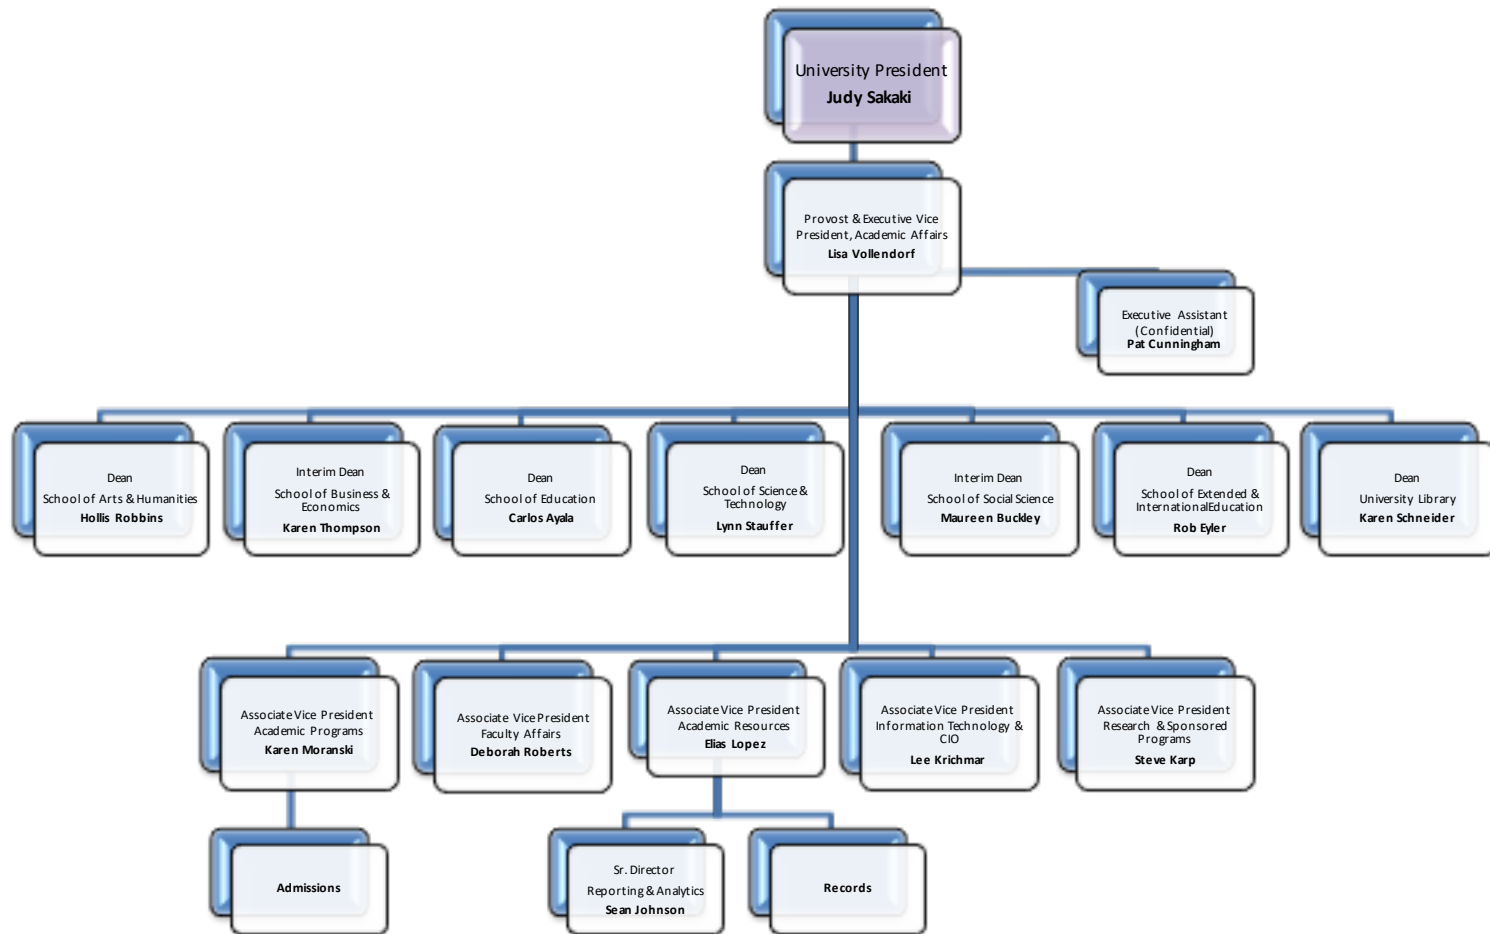 University President
Judy Sakaki
Provost & Executive Vice
President, Academic Affairs
Lisa Vollendorf
Executive Assistant
(Confidential)
Pat Cunningham
Dean
School of Arts & Humanities
Hollis Robbins
Interim Dean
School of Business &
Economics
Karen Thompson
Dean
School of Education
Carlos Ayala
Dean
School of Science &
Technology
Lynn Stauffer
Interim Dean
School of Social Science
Maureen Buckley
Dean
School of Extended &
International Education
Rob Eyler
Dean
University Library
Karen Schneider
Associate Vice President
Academic Programs
Karen Moranski
Associate Vice President
Faculty Affairs
Deborah Roberts
Associate Vice President
Academic Resources
Elias Lopez
Associate Vice President
Information Technology &
CIO
Lee Krichmar
Associate Vice President
Research & Sponsored
Programs
Steve Karp
Admissions
Sr. Director
Reporting & Analytics
Sean Johnson
Records